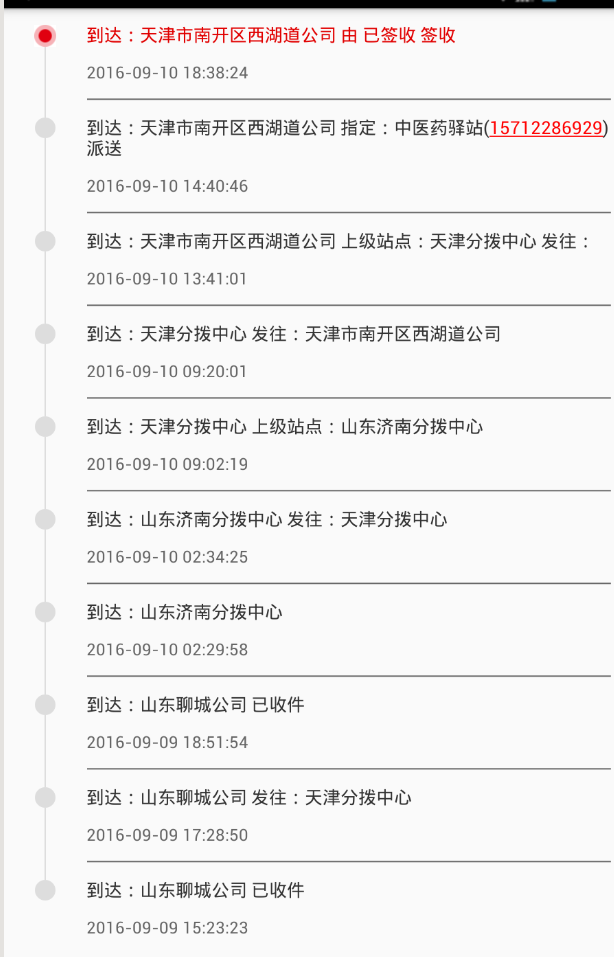 到达：天津市南开区西湖道公司 由 已签收 签收
2016-09-10 18:38:24
到达：天津市南开区西湖道公司 指定：中医药驿站(15712286929)
派送
2016-09-10 14:40:46
到达：天津市南开区西湖道公司 上级站点：天津分拨中心 发往：
2016-09-10 13:41:01
到达：天津分拨中心 发往：天津市南开区西湖道公司
2016-09-10 09:20:01
到达：天津分拨中心 上级站点：山东济南分拨中心
2016-09-10 09:02:19
到达：山东济南分拨中心 发往：天津分拨中心
2016-09-10 02:34:25
到达：山东济南分拨中心
2016-09-10 02:29:58
到达：山东聊城公司 已收件
2016-09-09 18:51:54
到达：山东聊城公司 发往：天津分拨中心
2016-09-09 17:28:50
到达：山东聊城公司 已收件
2016-09-09 15:23:23